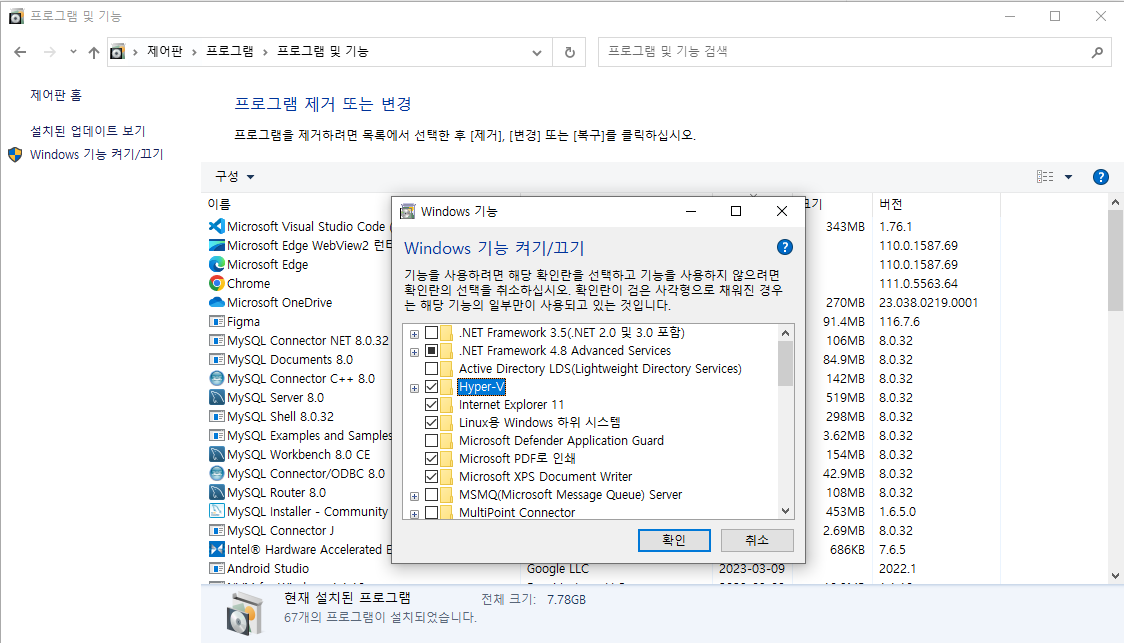 프로그램 및 기능
제어판 › 프로그램 › 프로그램 및 기능
프로그램 및 기능 검색
제어판 홈
설치된 업데이트 보기
Windows 기능 켜기/끄기
프로그램 제거 또는 변경
프로그램을 제거하려면 목록에서 선택한 후 [제거], [변경] 또는 [복구]를 클릭하십시오.
구성
이름 크기 버전
Microsoft Visual Studio Code ( 343MB 1.76.1
Microsoft Edge WebView2 런타 110.0.1587.69
Microsoft Edge 110.0.1587.69
Chrome 111.0.5563.64
Microsoft OneDrive 270MB 23.038.0219.0001
Figma 91.4MB 116.7.6
MySQL Connector NET 8.0.32 106MB 8.0.32
MySQL Documents 8.0 84.9MB 8.0.32
MySQL Connector C++ 8.0 142MB 8.0.32
MySQL Server 8.0 519MB 8.0.32
MySQL Shell 8.0.32 298MB 8.0.32
MySQL Examples and Samples 3.62MB 8.0.32
MySQL Workbench 8.0 CE 154MB 8.0.32
MySQL Connector/ODBC 8.0 42.9MB 8.0.32
MySQL Router 8.0 108MB 8.0.32
MySQL Installer - Community 453MB 1.6.5.0
MySQL Connector J 2.69MB 8.0.32
Intel® Hardware Accelerated E 686KB 7.6.5
Android Studio Google LLC 2023-03-09 2022.1
Windows 기능
Windows 기능 켜기/끄기
기능을 사용하려면 해당 확인란을 선택하고 기능을 사용하지 않으려면
확인란의 선택을 취소하십시오. 확인란이 검은 사각형으로 채워진 경우
는 해당 기능의 일부만이 사용되고 있는 것입니다.
.NET Framework 3.5(.NET 2.0 및 3.0 포함)
.NET Framework 4.8 Advanced Services
Active Directory LDS(Lightweight Directory Services)
Hyper-V
Internet Explorer 11
Linux용 Windows 하위 시스템
Microsoft Defender Application Guard
Microsoft PDF로 인쇄
Microsoft XPS Document Writer
MSMQ(Microsoft Message Queue) Server
MultiPoint Connector
확인 취소
현재 설치된 프로그램 전체 크기: 7.78GB
67개의 프로그램이 설치되었습니다.